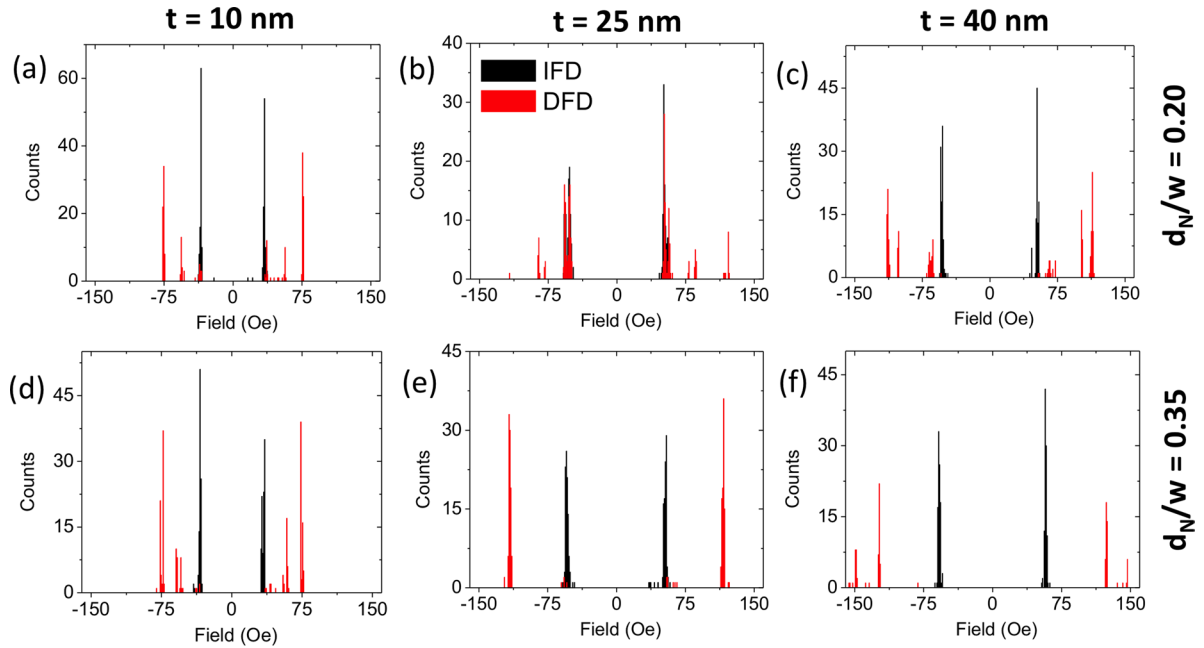 t = 10 nm
t = 25 nm
t = 40 nm
(a)
Counts
60
40
20
0
-150
-75
0
75
150
Field (Oe)
(b)
IFD
DFD
Counts
40
30
20
10
0
-150
-75
0
75
150
Field (Oe)
(c)
Counts
45
30
15
0
-150
-75
0
75
150
Field (Oe)
dN/w = 0.20
(d)
Counts
45
30
15
0
-150
-75
0
75
150
Field (Oe)
(e)
Counts
45
30
15
0
-150
-75
0
75
150
Field (Oe)
(f)
Counts
45
30
15
0
-150
-75
0
75
150
Field (Oe)
dN/w = 0.35